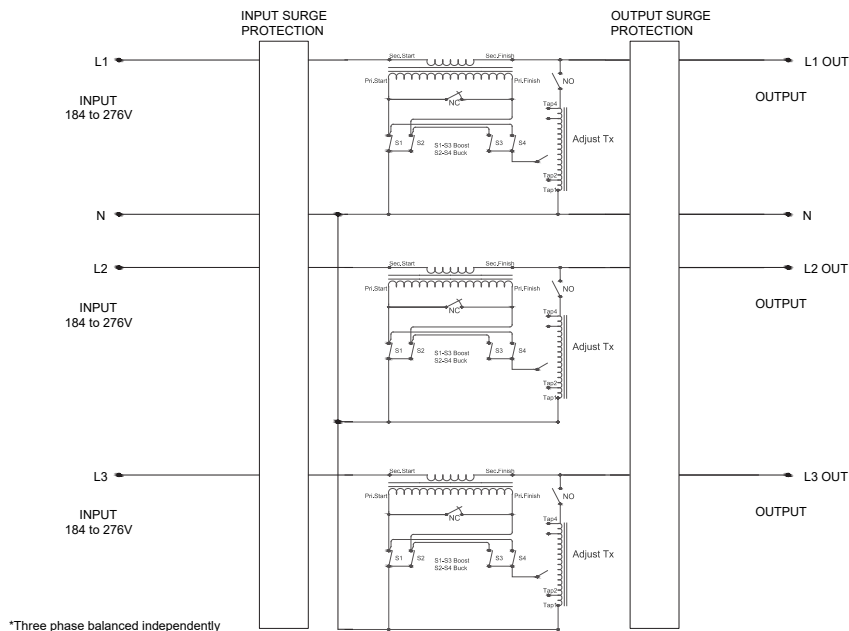 INPUT SURGE
PROTECTION
OUTPUT SURGE
PROTECTION
L1
Sec.Start
Sec.Finish
L1 OUT
Pri.Start
Pri.Finish
NO
INPUT
184 to 276V
NC
OUTPUT
Tap4
S1
S2
S1-S3 Boost
S2-S4 Buck
S3
S4
Adjust Tx
Tap2
Tap1
N
N
L2
Sec.Start
Sec.Finish
L2 OUT
Pri.Start
Pri.Finish
NO
INPUT
184 to 276V
NC
OUTPUT
Tap4
S1
S2
S1-S3 Boost
S2-S4 Buck
S3
S4
Adjust Tx
Tap2
Tap1
L3
Sec.Start
Sec.Finish
L3 OUT
Pri.Start
Pri.Finish
NO
INPUT
184 to 276V
NC
OUTPUT
Tap4
S1
S2
S1-S3 Boost
S2-S4 Buck
S3
S4
Adjust Tx
Tap2
Tap1
*Three phase balanced independently